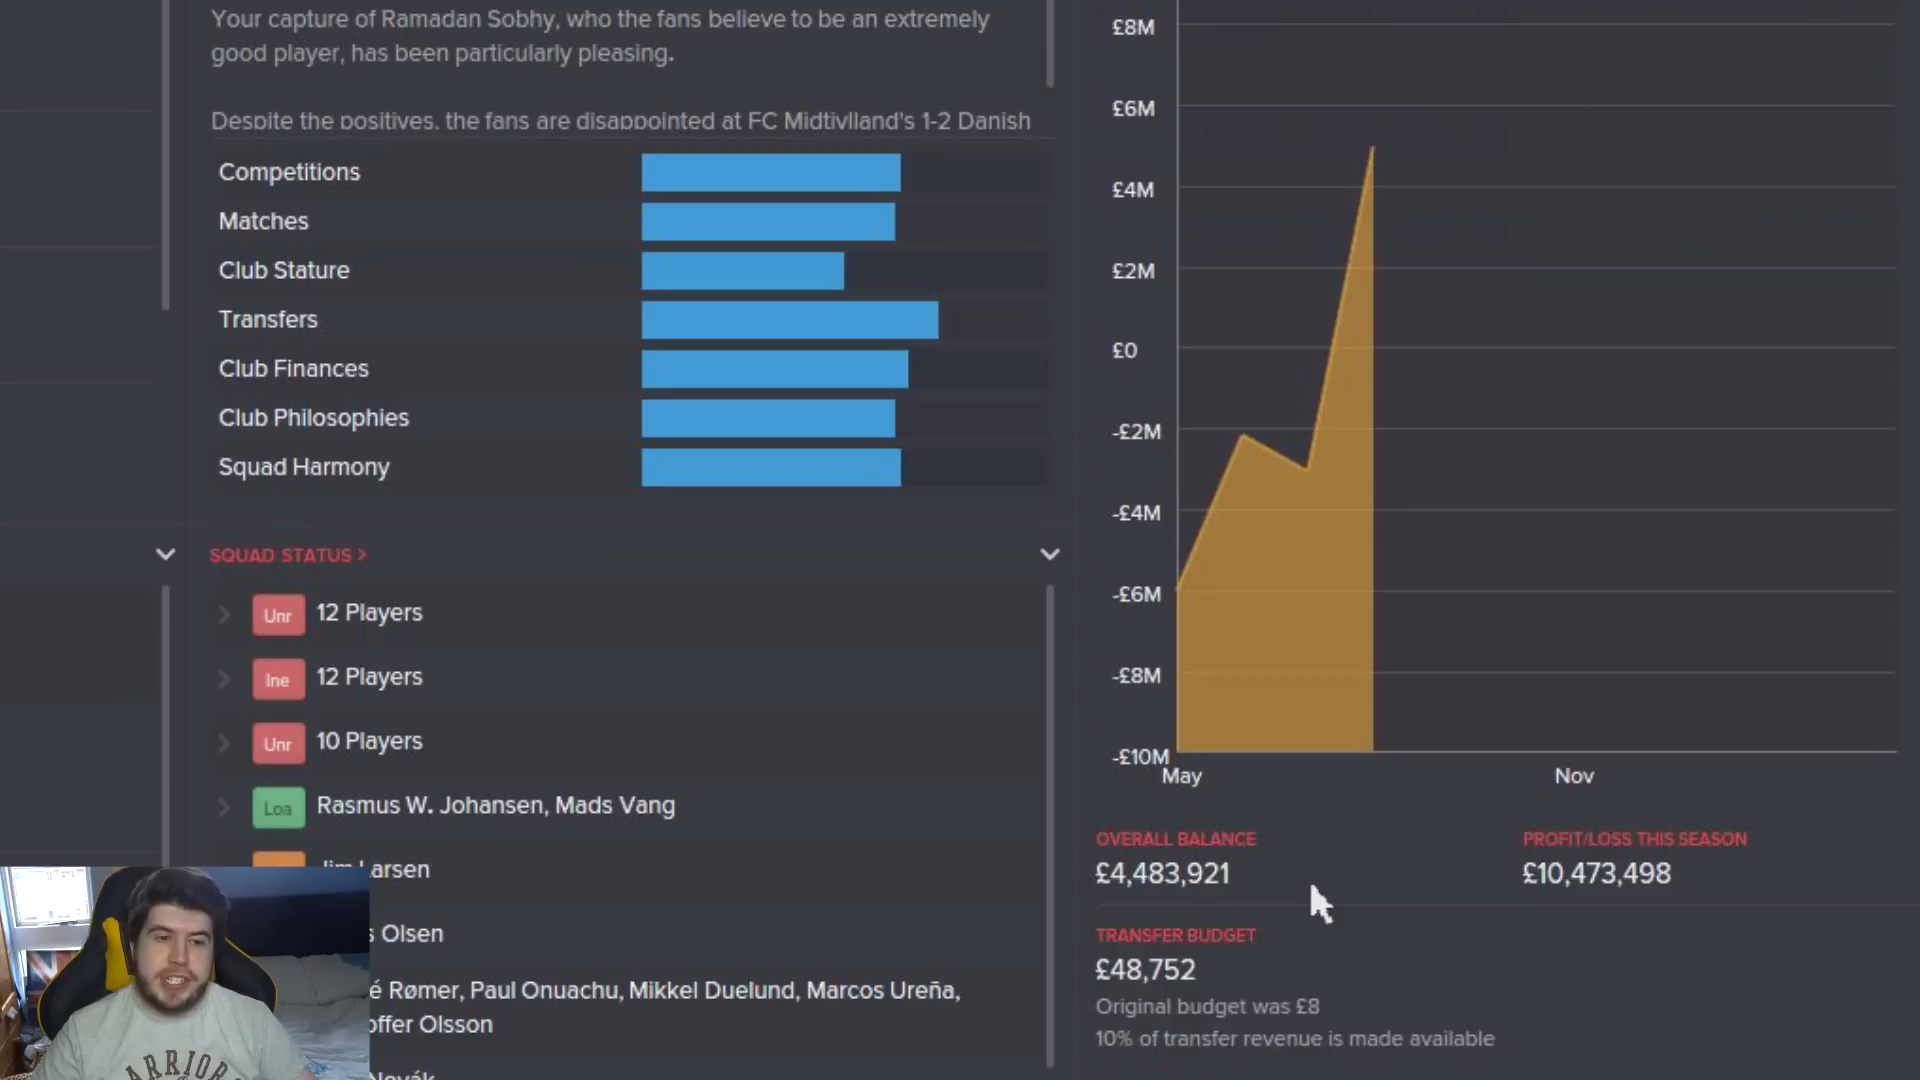 Your capture of Ramadan Sobhy, who the fans believe to be an extremely
good player, has been particularly pleasing.
Despite the positives, the fans are disappointed at FC Midtjylland's 1-2 Danish
Competitions
Matches
Club Stature
Transfers
Club Finances
Club Philosophies
Squad Harmony
SQUAD STATUS >
Unr 12 Players
Ine 12 Players
Unr 10 Players
Loa Rasmus W. Johansen, Mads Vang
Jim Larsen
s Olsen
é Rømer, Paul Onuachu, Mikkel Duelund, Marcos Ureña,
offer Olsson
Novák
£8M
£6M
£4M
£2M
£0
-£2M
-£4M
-£6M
-£8M
-£10M
May
Nov
OVERALL BALANCE
£4,483,921
PROFIT/LOSS THIS SEASON
£10,473,498
TRANSFER BUDGET
£48,752
Original budget was £8
10% of transfer revenue is made available
ARRIOR